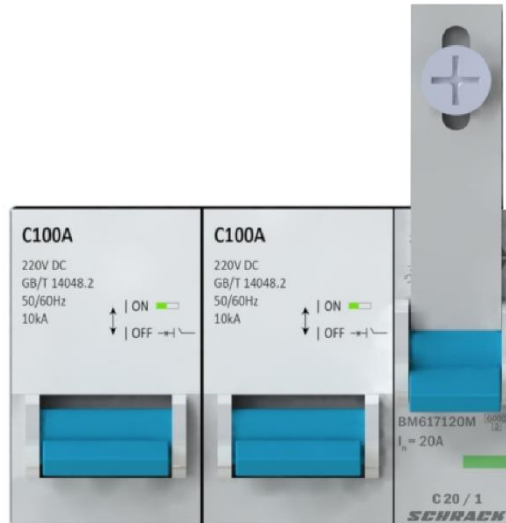 C100A
220V DC
GB/T 14048.2
50/60Hz
10kA
| ON
| OFF
C100A
220V DC
GB/T 14048.2
50/60Hz
10kA
| ON
| OFF
BM617120M
Iₙ = 20A
C 20 / 1
SCHRACK